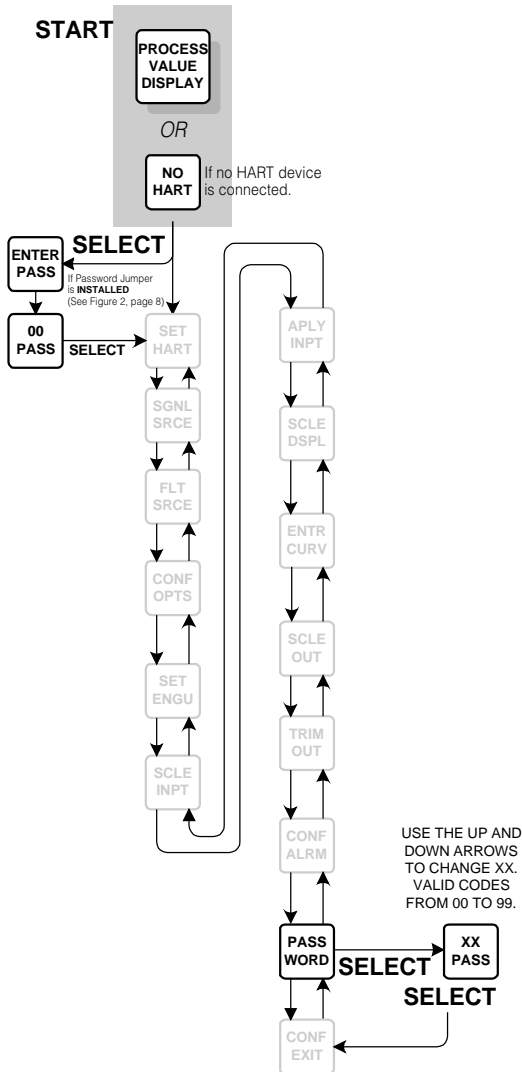 START
PROCESS
VALUE
DISPLAY
OR
NO
HART
If no HART device
is connected.
SELECT
ENTER
PASS
If Password Jumper
is INSTALLED
(See Figure 2, page 8)
00
PASS
SELECT
SET
HART
SGNL
SRCE
FLT
SRCE
CONF
OPTS
SET
ENGU
SCLE
INPT
APLY
INPT
SCLE
DSPL
ENTR
CURV
SCLE
OUT
TRIM
OUT
CONF
ALRM
USE THE UP AND
DOWN ARROWS
TO CHANGE XX.
VALID CODES
FROM 00 TO 99.
PASS
WORD
SELECT
XX
PASS
SELECT
CONF
EXIT